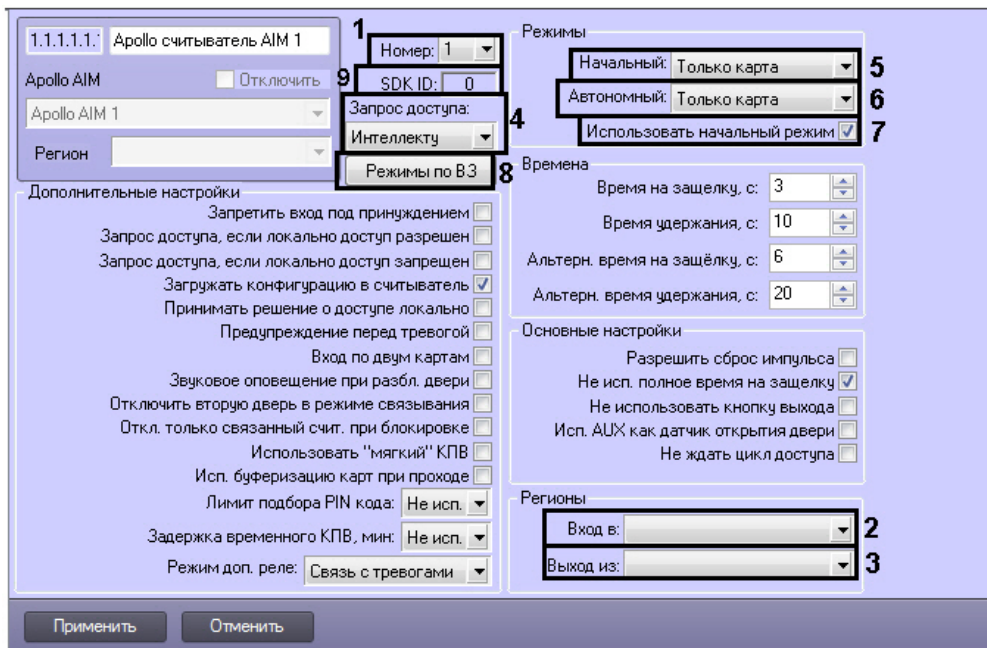 1
1.1.1.1.1. Apollo считыватель AIM 1
Номер: 1
Apollo AIM
Отключить
9
SDK ID: 0
Apollo AIM 1
Запрос доступа:
4
Интеллекту
Регион
Режимы по ВЗ
8
Дополнительные настройки
Запретить вход под принуждением
Запрос доступа, если локально доступ разрешен
Запрос доступа, если локально доступ запрещен
Загружать конфигурацию в считыватель
Принимать решение о доступе локально
Предупреждение перед тревогой
Вход по двум картам
Звуковое оповещение при разбл. двери
Отключить вторую дверь в режиме связывания
Откл. только связанный счит. при блокировке
Использовать "мягкий" КПВ
Исп. буферизацию карт при проходе
Лимит подбора PIN кода: Не исп.
Задержка временного КПВ, мин: Не исп.
Режим доп. реле: Связь с тревогами
Режимы
Начальный: Только карта 5
Автономный: Только карта 6
Использовать начальный режим 7
Времена
Время на защелку, с: 3
Время удержания, с: 10
Альтерн. время на защёлку, с: 6
Альтерн. время удержания, с: 20
Основные настройки
Разрешить сброс импульса
Не исп. полное время на защелку
Не использовать кнопку выхода
Исп. AUX как датчик открытия двери
Не ждать цикл доступа
Регионы
Вход в: 2
Выход из: 3
Применить
Отменить